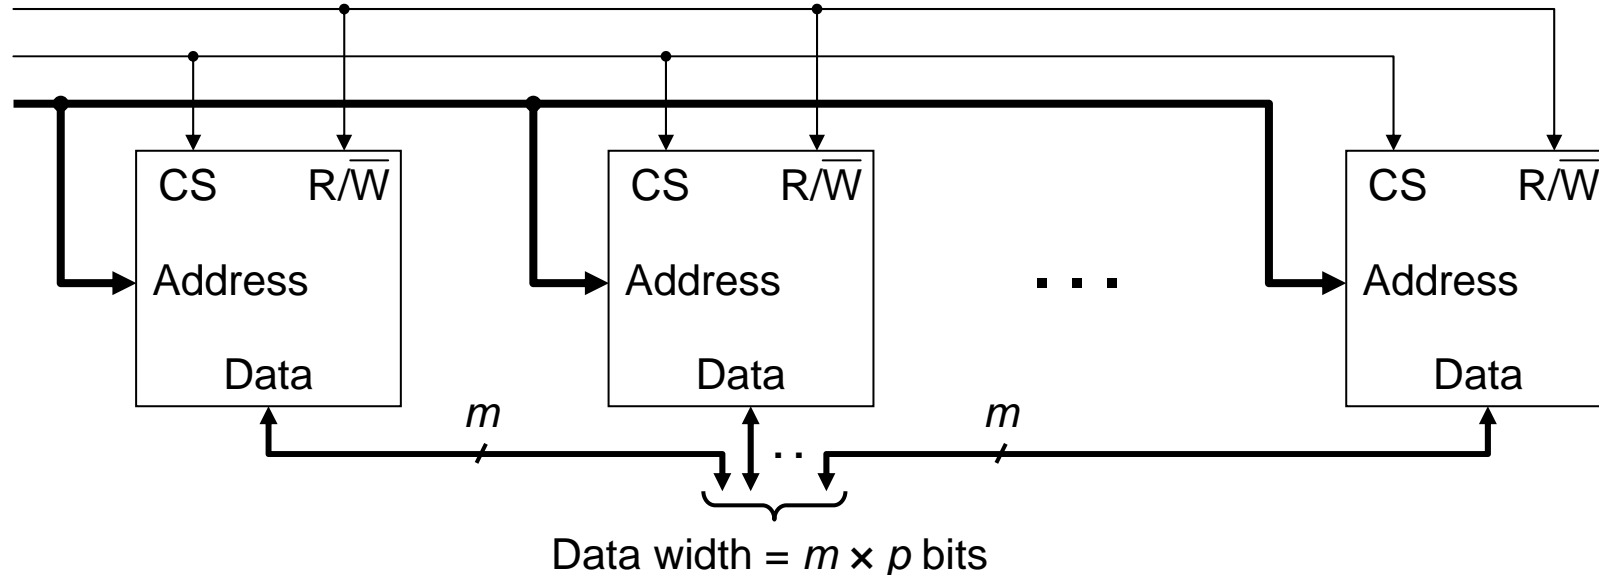 CS R/W̅ CS R/W̅ CS R/W̅
Address Address . . . Address
Data Data Data
m m
. .
Data width = m × p bits